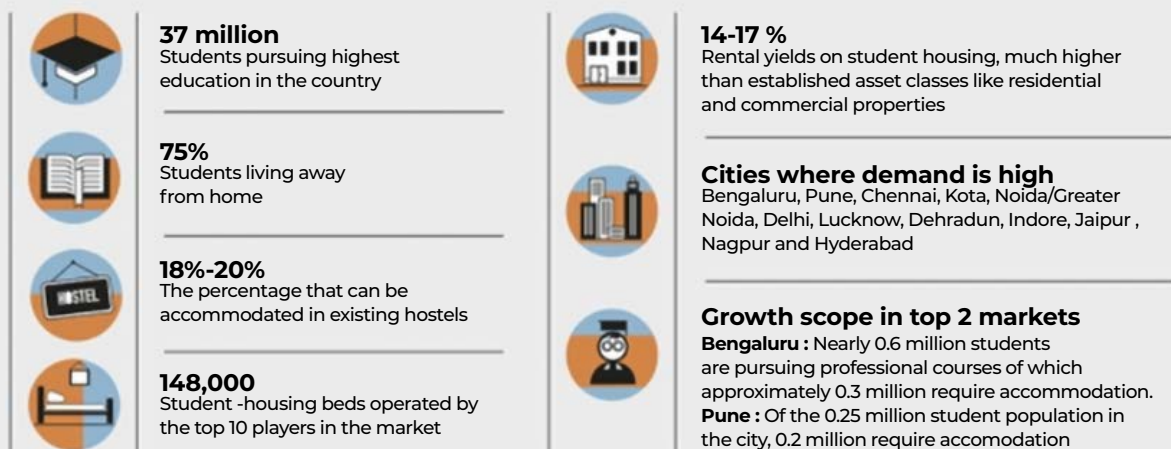 37 million
Students pursuing highest
education in the country
75%
Students living away
from home
HOSTEL
18%-20%
The percentage that can be
accommodated in existing hostels
148,000
Student -housing beds operated by
the top 10 players in the market
14-17 %
Rental yields on student housing, much higher
than established asset classes like residential
and commercial properties
Cities where demand is high
Bengaluru, Pune, Chennai, Kota, Noida/Greater
Noida, Delhi, Lucknow, Dehradun, Indore, Jaipur ,
Nagpur and Hyderabad
Growth scope in top 2 markets
Bengaluru : Nearly 0.6 million students
are pursuing professional courses of which
approximately 0.3 million require accommodation.
Pune : Of the 0.25 million student population in
the city, 0.2 million require accomodation